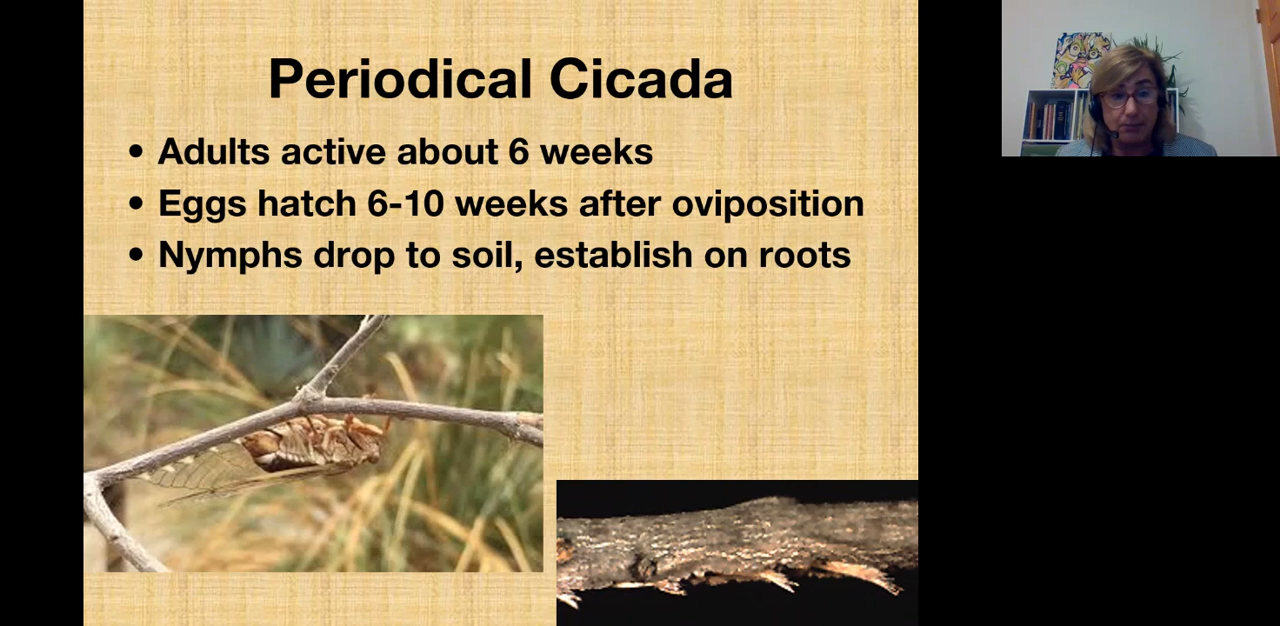 Periodical Cicada
• Adults active about 6 weeks
• Eggs hatch 6-10 weeks after oviposition
• Nymphs drop to soil, establish on roots